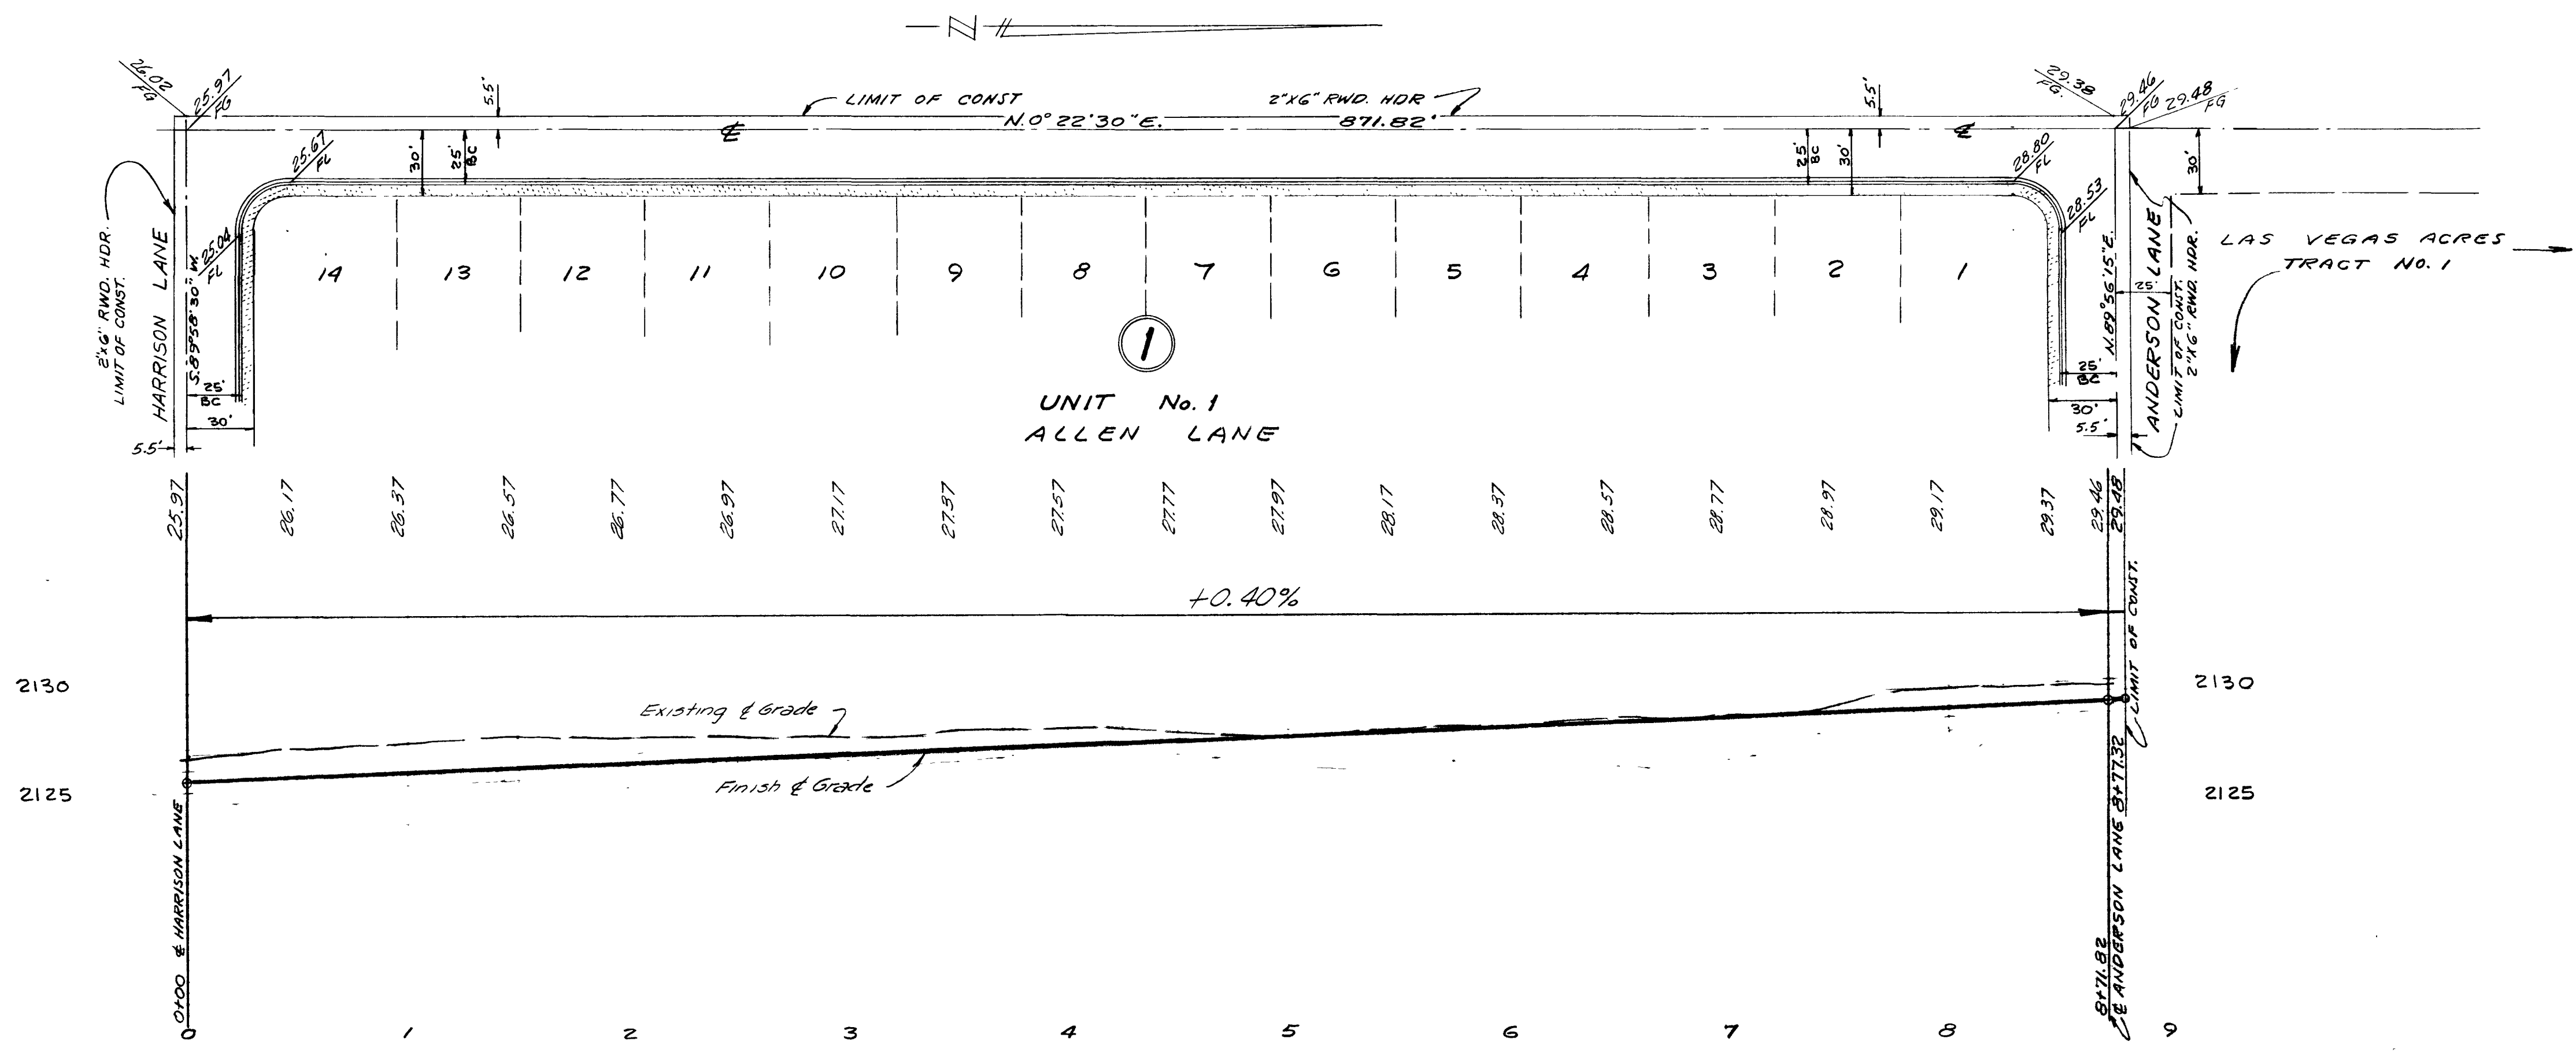 N
26.02
FG
25.97
FG
5.5'
LIMIT OF CONST
2"X6" RWD. HDR
5.5'
29.38
FG.
29.46
FG
29.48
FG
℄
N. 0° 22' 30" E.
871.82'
℄
25.67
FL
30'
25'
BC
25'
BC
30'
28.80
FL
30'
2"X6" RWD. HDR.
LIMIT OF CONST.
HARRISON LANE
S. 89° 58' 30" W.
25.04
FL
14 13 12 11 10 9 8 7 6 5 4 3 2 1
28.53
FL
N. 89° 56' 15" E.
ANDERSON LANE
LIMIT OF CONST.
2"X6" RWD. HDR.
25'
LAS VEGAS ACRES
TRACT No. 1
25'
BC
30'
5.5'
1
UNIT No. 1
ALLEN LANE
25'
BC
30'
5.5'
25.97 26.17 26.37 26.57 26.77 26.97 27.17 27.37 27.57 27.77 27.97 28.17 28.37 28.57 28.77 28.97 29.17 29.37 29.46 29.48
+0.40%
LIMIT OF CONST.
2130
2130
Existing ℄ Grade
Finish ℄ Grade
2125
2125
0+00 ℄ HARRISON LANE
8+71.82
℄ ANDERSON LANE 8+77.32
0 1 2 3 4 5 6 7 8 9